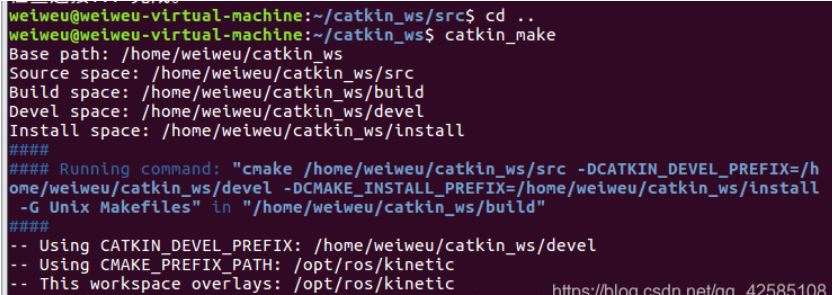 weiweu@weiweu-virtual-machine:~/catkin_ws/src$ cd ..
weiweu@weiweu-virtual-machine:~/catkin_ws$ catkin_make
Base path: /home/weiweu/catkin_ws
Source space: /home/weiweu/catkin_ws/src
Build space: /home/weiweu/catkin_ws/build
Devel space: /home/weiweu/catkin_ws/devel
Install space: /home/weiweu/catkin_ws/install
####
#### Running command: "cmake /home/weiweu/catkin_ws/src -DCATKIN_DEVEL_PREFIX=/h
ome/weiweu/catkin_ws/devel -DCMAKE_INSTALL_PREFIX=/home/weiweu/catkin_ws/install
-G Unix Makefiles" in "/home/weiweu/catkin_ws/build"
####
-- Using CATKIN_DEVEL_PREFIX: /home/weiweu/catkin_ws/devel
-- Using CMAKE_PREFIX_PATH: /opt/ros/kinetic
-- This workspace overlays: /opt/ros/kinetic
https://blog.csdn.net/qq_42585108